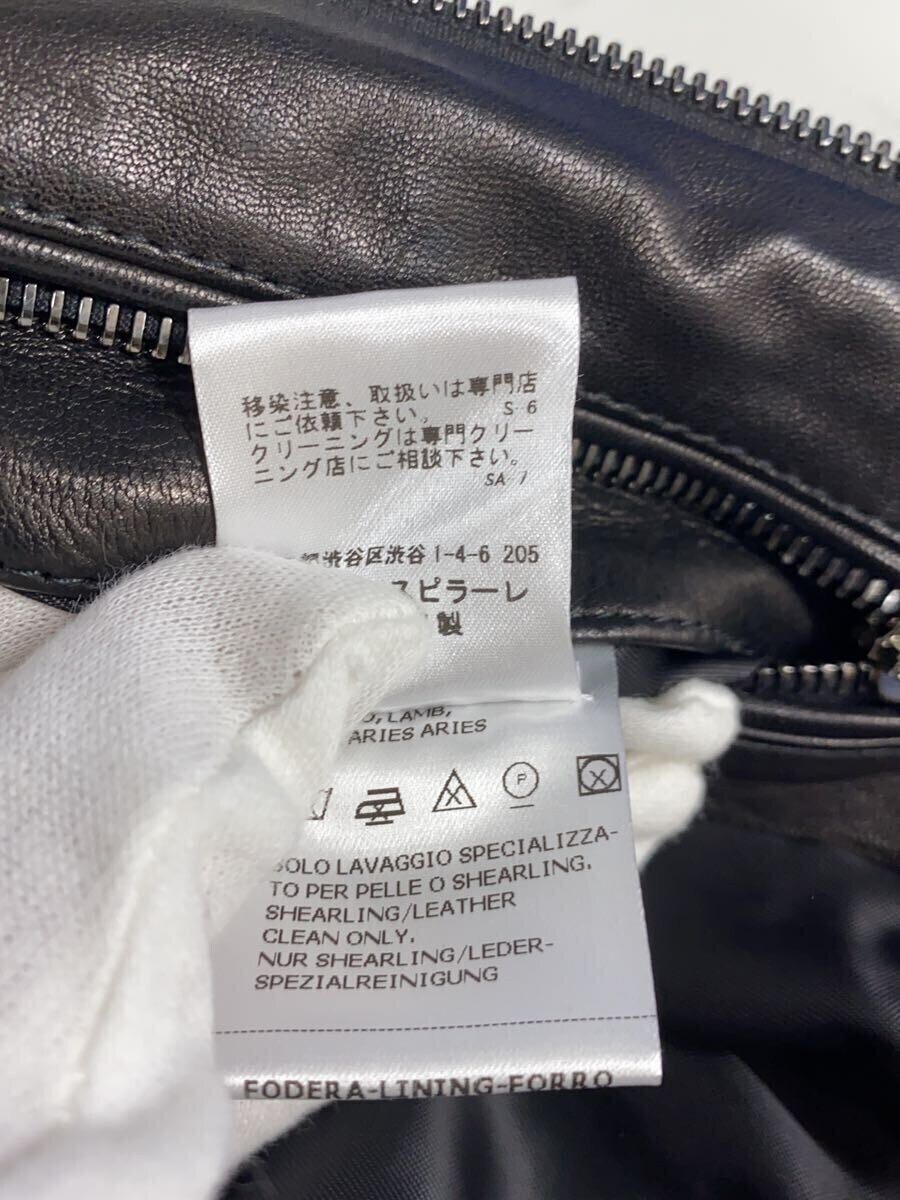 移染注意、取扱いは専門店
にご依頼下さい。 S-6
クリーニングは専門クリー
ニング店にご相談下さい。
SA-7
渋谷区渋谷 1-4-6 205
スピラーレ
製
LAMB,
ARIES ARIES
P
SOLO LAVAGGIO SPECIALIZZA-
TO PER PELLE O SHEARLING.
SHEARLING/LEATHER
CLEAN ONLY.
NUR SHEARLING/LEDER-
SPEZIALREINIGUNG
FODERA-LINING-FORRO